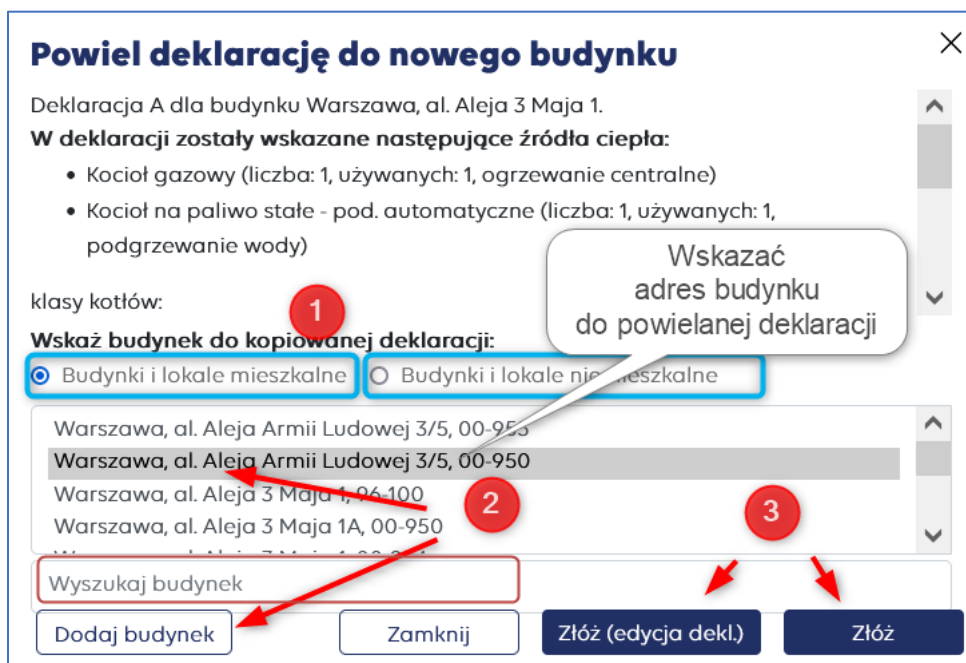 Powiel deklarację do nowego budynku
Deklaracja A dla budynku Warszawa, al. Aleja 3 Maja 1.
W deklaracji zostały wskazane następujące źródła ciepła:
• Kocioł gazowy (liczba: 1, używanych: 1, ogrzewanie centralne)
• Kocioł na paliwo stałe - pod. automatyczne (liczba: 1, używanych: 1,
podgrzewanie wody)
Wskazać
adres budynku
do powielanej deklaracji
klasy kotłów:
1
Wskaż budynek do kopiowanej deklaracji:
Budynki i lokale mieszkalne
Budynki i lokale niemieszkalne
Warszawa, al. Aleja Armii Ludowej 3/5, 00-955
Warszawa, al. Aleja Armii Ludowej 3/5, 00-950
Warszawa, al. Aleja 3 Maja 1, 96-100
2
3
Warszawa, al. Aleja 3 Maja 1A, 00-950
Wyszukaj budynek
Dodaj budynek
Zamknij
Złóż (edycja dekl.)
Złóż